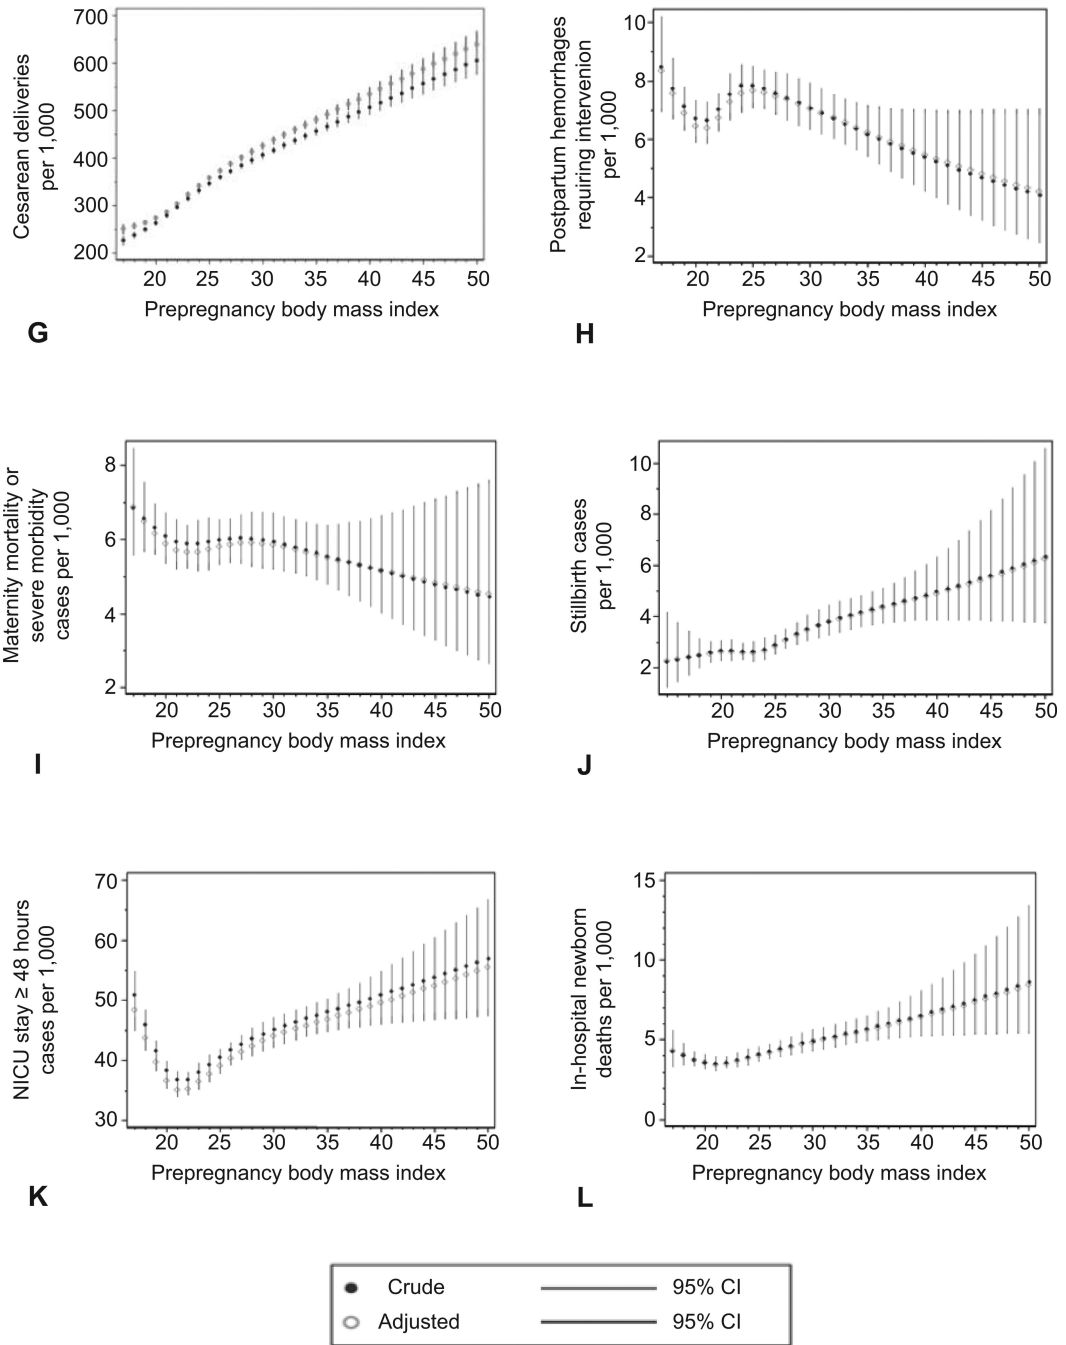 700
600
500
400
300
200
Cesarean deliveries
per 1,000
20 25 30 35 40 45 50
Prepregnancy body mass index
G
10
8
6
4
2
Postpartum hemorrhages
requiring intervenion
per 1,000
20 25 30 35 40 45 50
Prepregnancy body mass index
H
8
6
4
2
Maternity mortality or
severe morbidity
cases per 1,000
20 25 30 35 40 45 50
Prepregnancy body mass index
I
10
8
6
4
2
Stillbirth cases
per 1,000
20 25 30 35 40 45 50
Prepregnancy body mass index
J
70
60
50
40
30
NICU stay ≥ 48 hours
cases per 1,000
20 25 30 35 40 45 50
Prepregnancy body mass index
K
15
10
5
0
In-hospital newborn
deaths per 1,000
20 25 30 35 40 45 50
Prepregnancy body mass index
L
Crude 95% CI
Adjusted 95% CI